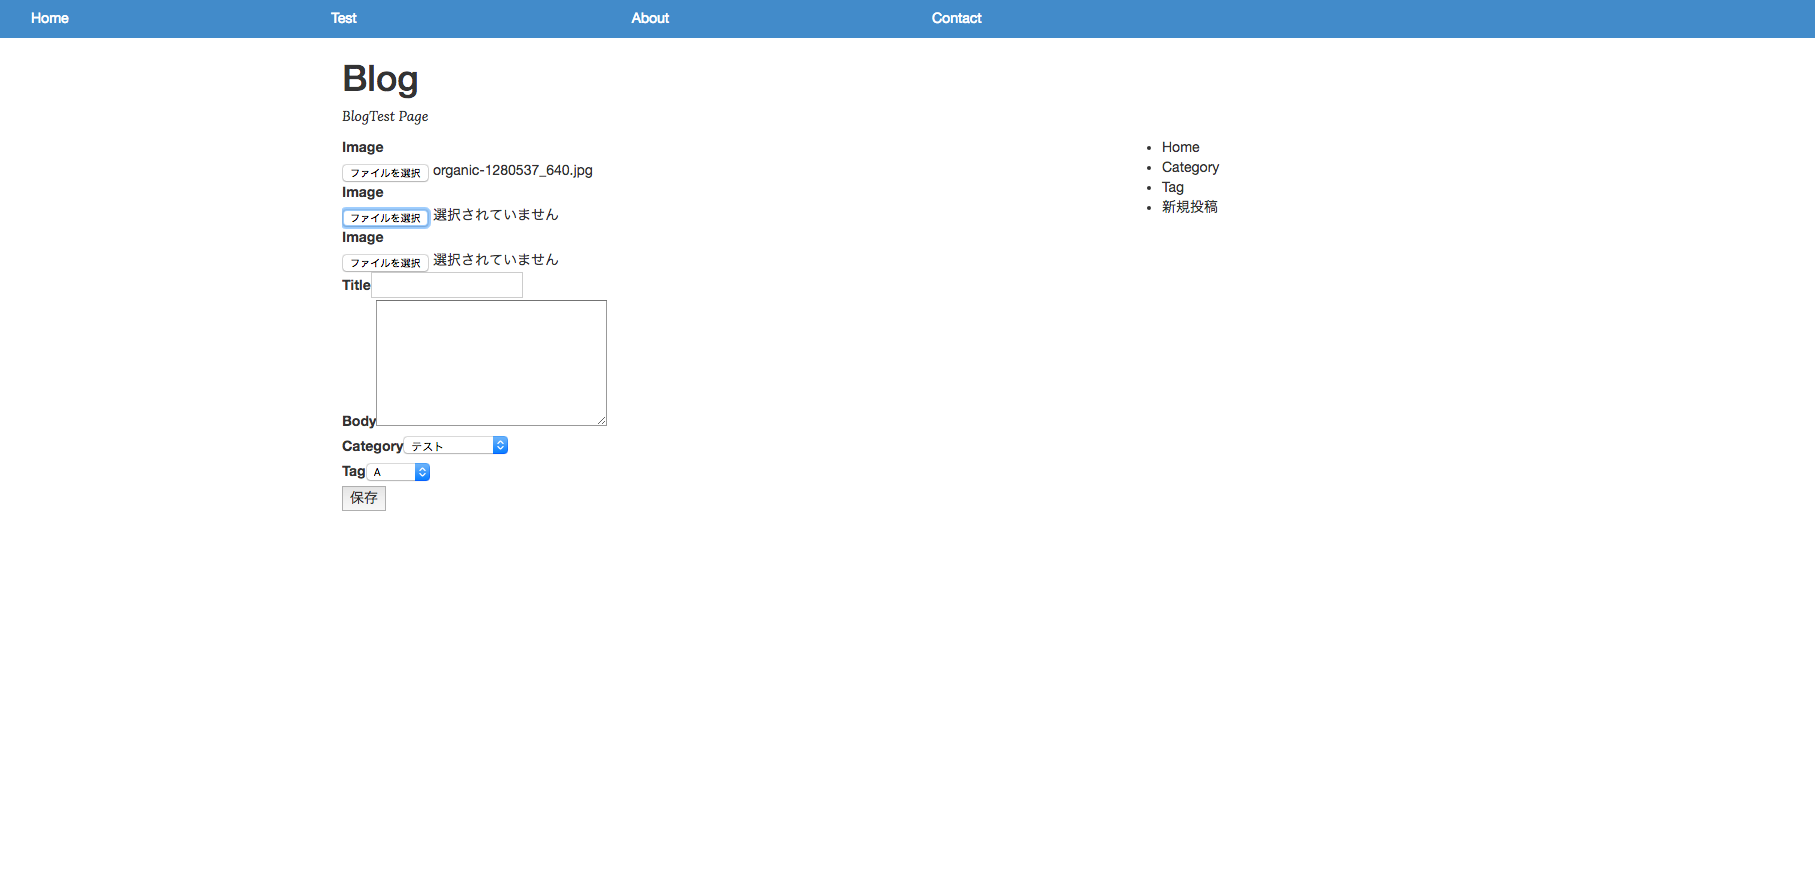 Home Test About Contact
Blog
BlogTest Page
Image
ファイルを選択 organic-1280537_640.jpg
Image
ファイルを選択 選択されていません
Image
ファイルを選択 選択されていません
Title
Body
Category テスト
Tag A
保存
Home
Category
Tag
新規投稿